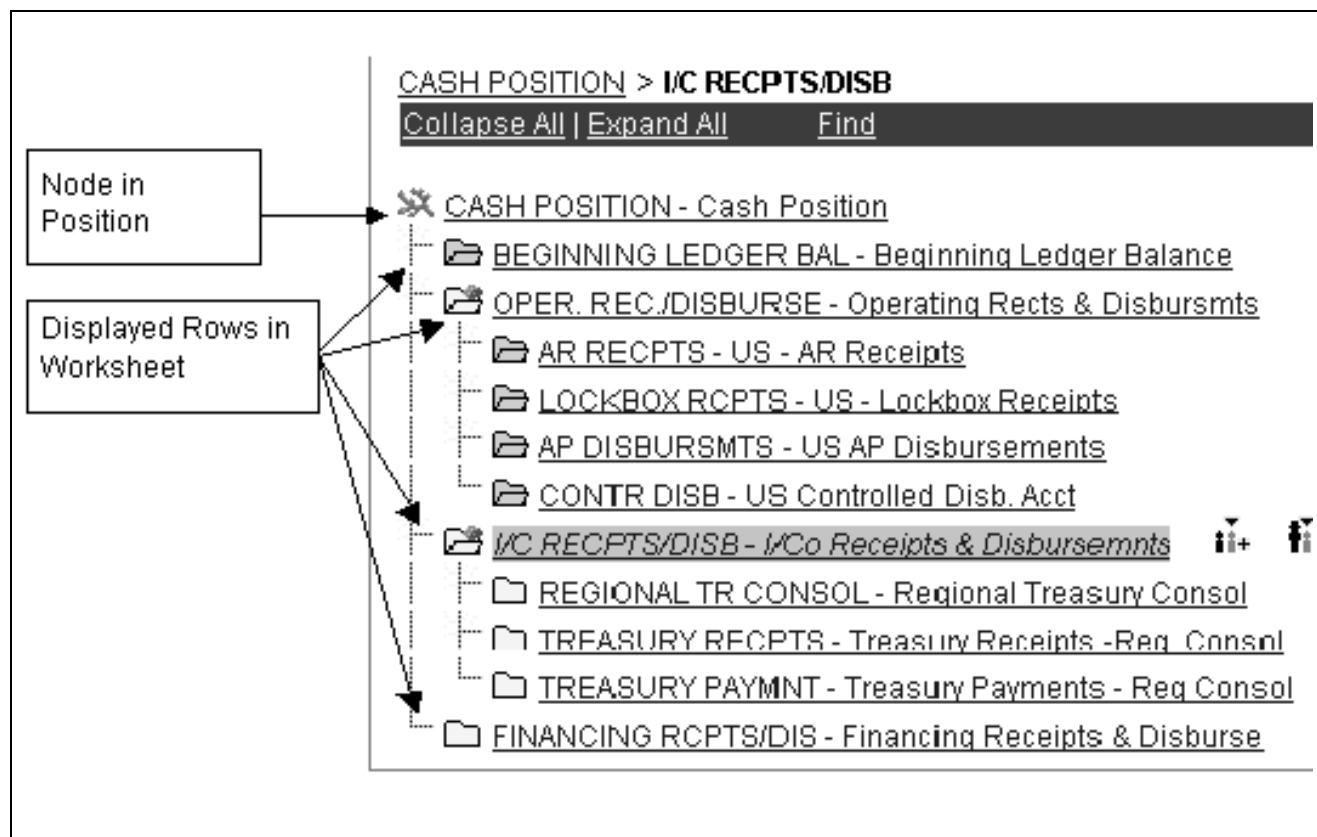 CASH POSITION > I/C RECPTS/DISB
Collapse All | Expand All Find
Node in
Position
CASH POSITION - Cash Position
BEGINNING LEDGER BAL - Beginning Ledger Balance
OPER. REC./DISBURSE - Operating Rects & Disbursmts
Displayed Rows in
Worksheet
AR RECPTS - US - AR Receipts
LOCKBOX RCPTS - US - Lockbox Receipts
AP DISBURSMTS - US AP Disbursements
CONTR DISB - US Controlled Disb. Acct
I/C RECPTS/DISB - I/Co Receipts & Disbursemnts
REGIONAL TR CONSOL - Regional Treasury Consol
TREASURY RECPTS - Treasury Receipts -Reg. Consol
TREASURY PAYMNT - Treasury Payments - Reg Consol
FINANCING RCPTS/DIS - Financing Receipts & Disburse